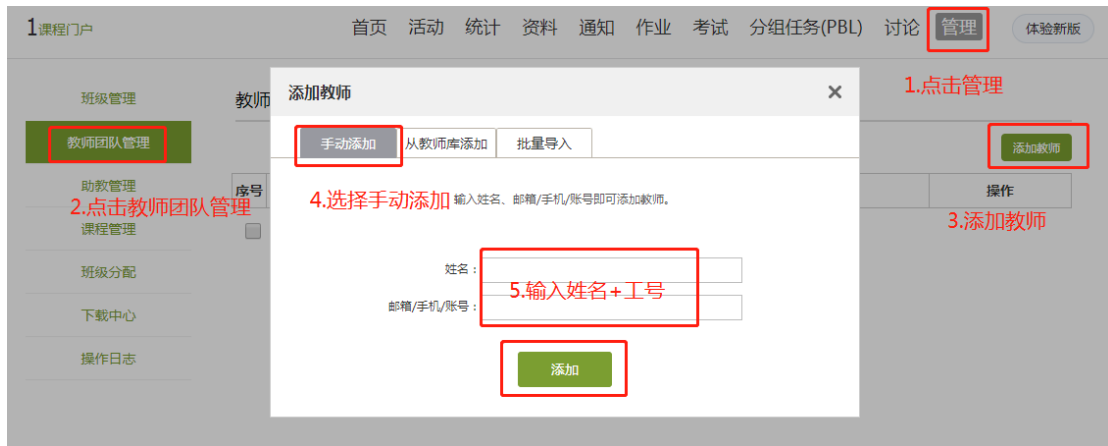 1课程门户
首页 活动 统计 资料 通知 作业 考试 分组任务(PBL) 讨论 管理 体验新版
1.点击管理
班级管理
教师团队管理
助教管理
2.点击教师团队管理
课程管理
班级分配
下载中心
操作日志
教师
添加教师
序号
操作
3.添加教师
添加教师
手动添加 从教师库添加 批量导入
4.选择手动添加
输入姓名、邮箱/手机/账号即可添加教师。
姓名：
邮箱/手机/账号：
5.输入姓名+工号
添加